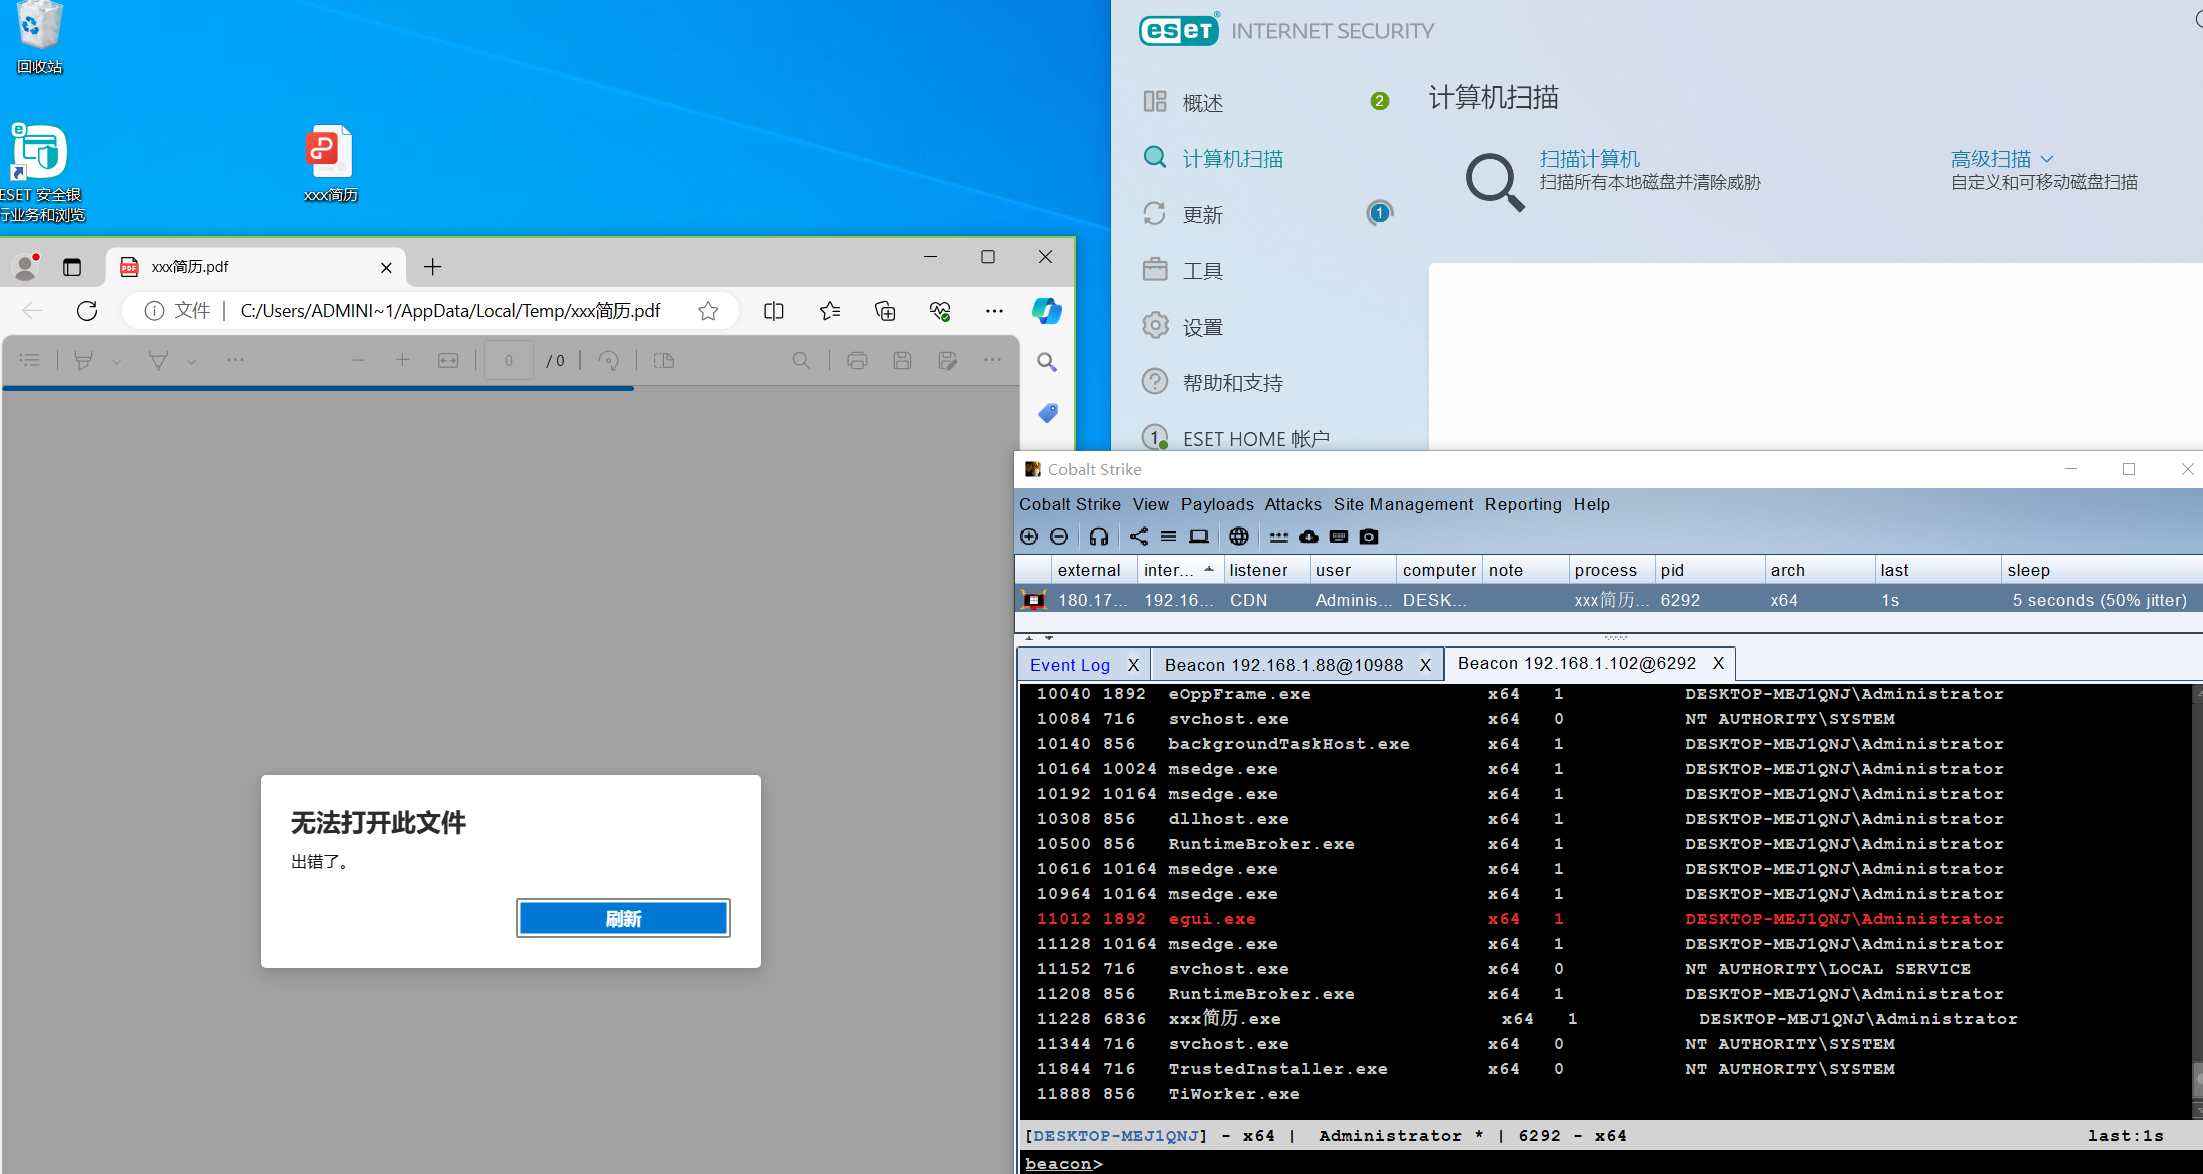 回收站
ESET 安全银
行业务和浏览
xxx简历
eset INTERNET SECURITY
概述
2
计算机扫描
更新
1
工具
设置
帮助和支持
1
ESET HOME 帐户
计算机扫描
扫描计算机
扫描所有本地磁盘并清除威胁
高级扫描
自定义和可移动磁盘扫描
PDF
xxx简历.pdf
文件 | C:/Users/ADMINI~1/AppData/Local/Temp/xxx简历.pdf
0 / 0
无法打开此文件
出错了。
刷新
Cobalt Strike
Cobalt Strike View Payloads Attacks Site Management Reporting Help
external inter... listener user computer note process pid arch last sleep
180.17... 192.16... CDN Adminis... DESK... xxx简历... 6292 x64 1s 5 seconds (50% jitter)
Event Log X Beacon 192.168.1.88@10988 X Beacon 192.168.1.102@6292 X
10040 1892 eOppFrame.exe x64 1 DESKTOP-MEJ1QNJ\Administrator
10084 716 svchost.exe x64 0 NT AUTHORITY\SYSTEM
10140 856 backgroundTaskHost.exe x64 1 DESKTOP-MEJ1QNJ\Administrator
10164 10024 msedge.exe x64 1 DESKTOP-MEJ1QNJ\Administrator
10192 10164 msedge.exe x64 1 DESKTOP-MEJ1QNJ\Administrator
10308 856 dllhost.exe x64 1 DESKTOP-MEJ1QNJ\Administrator
10500 856 RuntimeBroker.exe x64 1 DESKTOP-MEJ1QNJ\Administrator
10616 10164 msedge.exe x64 1 DESKTOP-MEJ1QNJ\Administrator
10964 10164 msedge.exe x64 1 DESKTOP-MEJ1QNJ\Administrator
11012 1892 egui.exe x64 1 DESKTOP-MEJ1QNJ\Administrator
11128 10164 msedge.exe x64 1 DESKTOP-MEJ1QNJ\Administrator
11152 716 svchost.exe x64 0 NT AUTHORITY\LOCAL SERVICE
11208 856 RuntimeBroker.exe x64 1 DESKTOP-MEJ1QNJ\Administrator
11228 6836 xxx简历.exe x64 1 DESKTOP-MEJ1QNJ\Administrator
11344 716 svchost.exe x64 0 NT AUTHORITY\SYSTEM
11844 716 TrustedInstaller.exe x64 0 NT AUTHORITY\SYSTEM
11888 856 TiWorker.exe
[DESKTOP-MEJ1QNJ] - x64 | Administrator * | 6292 - x64 last:1s
beacon>